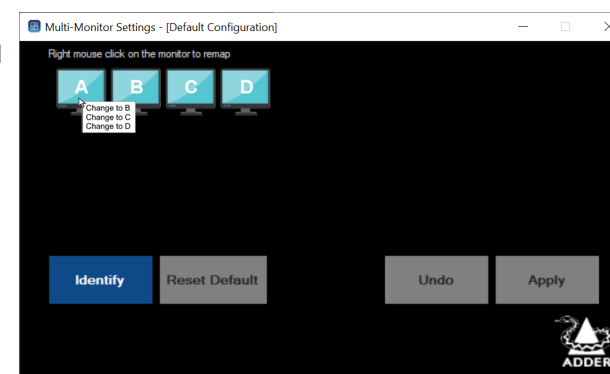 Multi-Monitor Settings - [Default Configuration]
Right mouse click on the monitor to remap
A B C D
Change to B
Change to C
Change to D
Identify Reset Default Undo Apply
ADDER